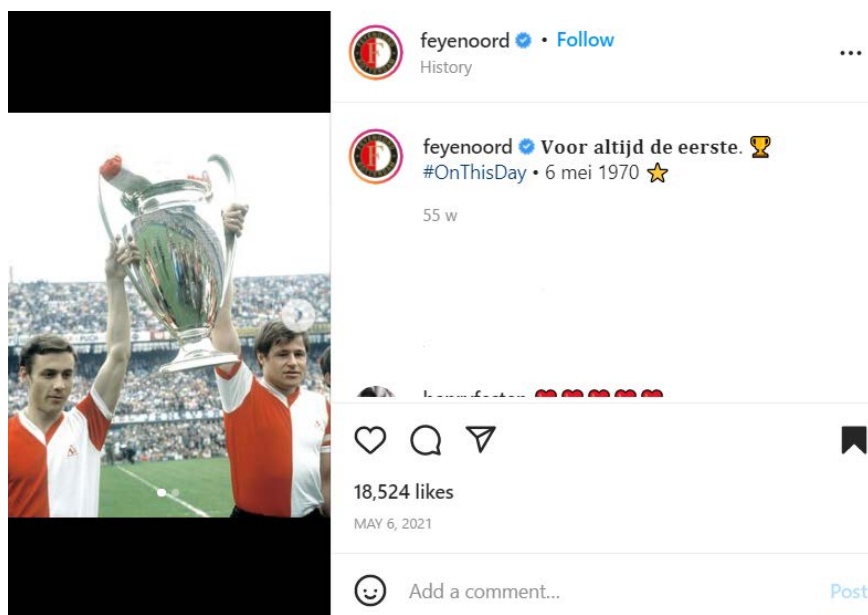 feyenoord • Follow
History
feyenoord Voor altijd de eerste. 🏆
#OnThisDay • 6 mei 1970 ⭐
55 w
18,524 likes
MAY 6, 2021
Add a comment...
Post